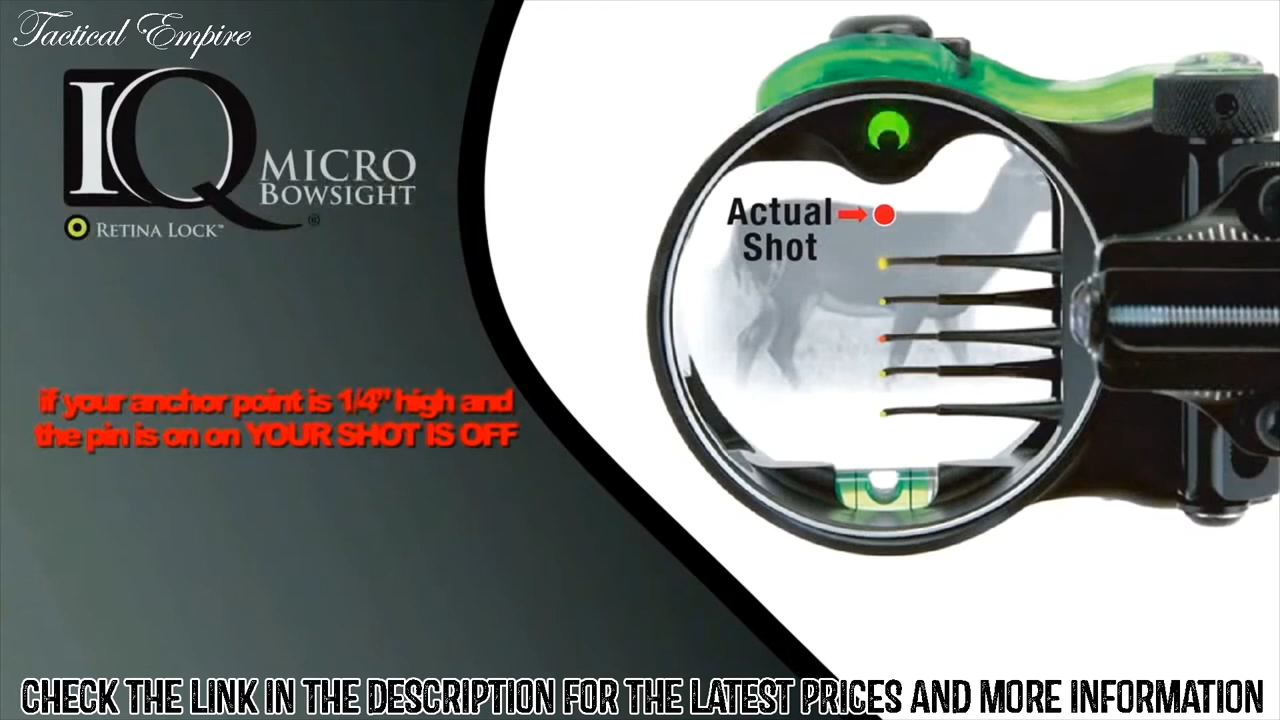 Tactical Empire
IQ
MICRO
BOWSIGHT
®
RETINA LOCK™
Actual
Shot
if your anchor point is 1/4" high and
the pin is on on YOUR SHOT IS OFF
CHECK THE LINK IN THE DESCRIPTION FOR THE LATEST PRICES AND MORE INFORMATION